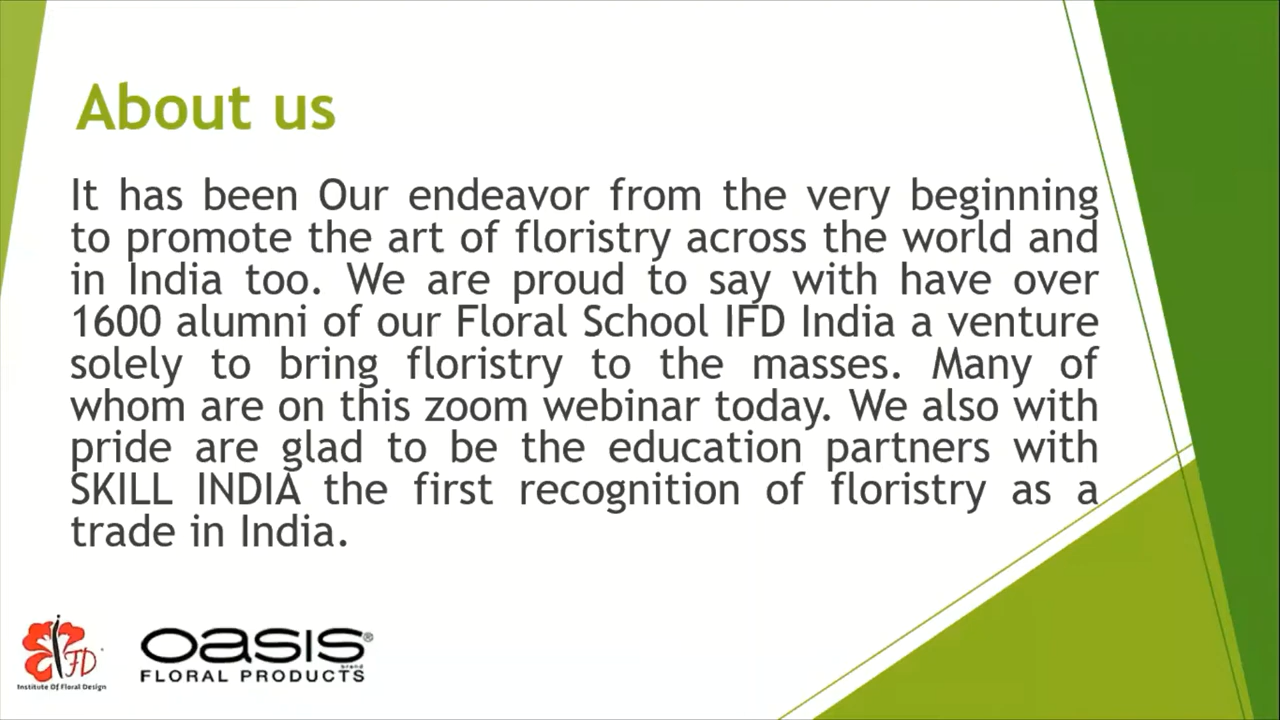 About us
It has been Our endeavor from the very beginning
to promote the art of floristry across the world and
in India too. We are proud to say with have over
1600 alumni of our Floral School IFD India a venture
solely to bring floristry to the masses. Many of
whom are on this zoom webinar today. We also with
pride are glad to be the education partners with
SKILL INDIA the first recognition of floristry as a
trade in India.
iFD
Institute Of Floral Design
OASIS®
brand
FLORAL PRODUCTS